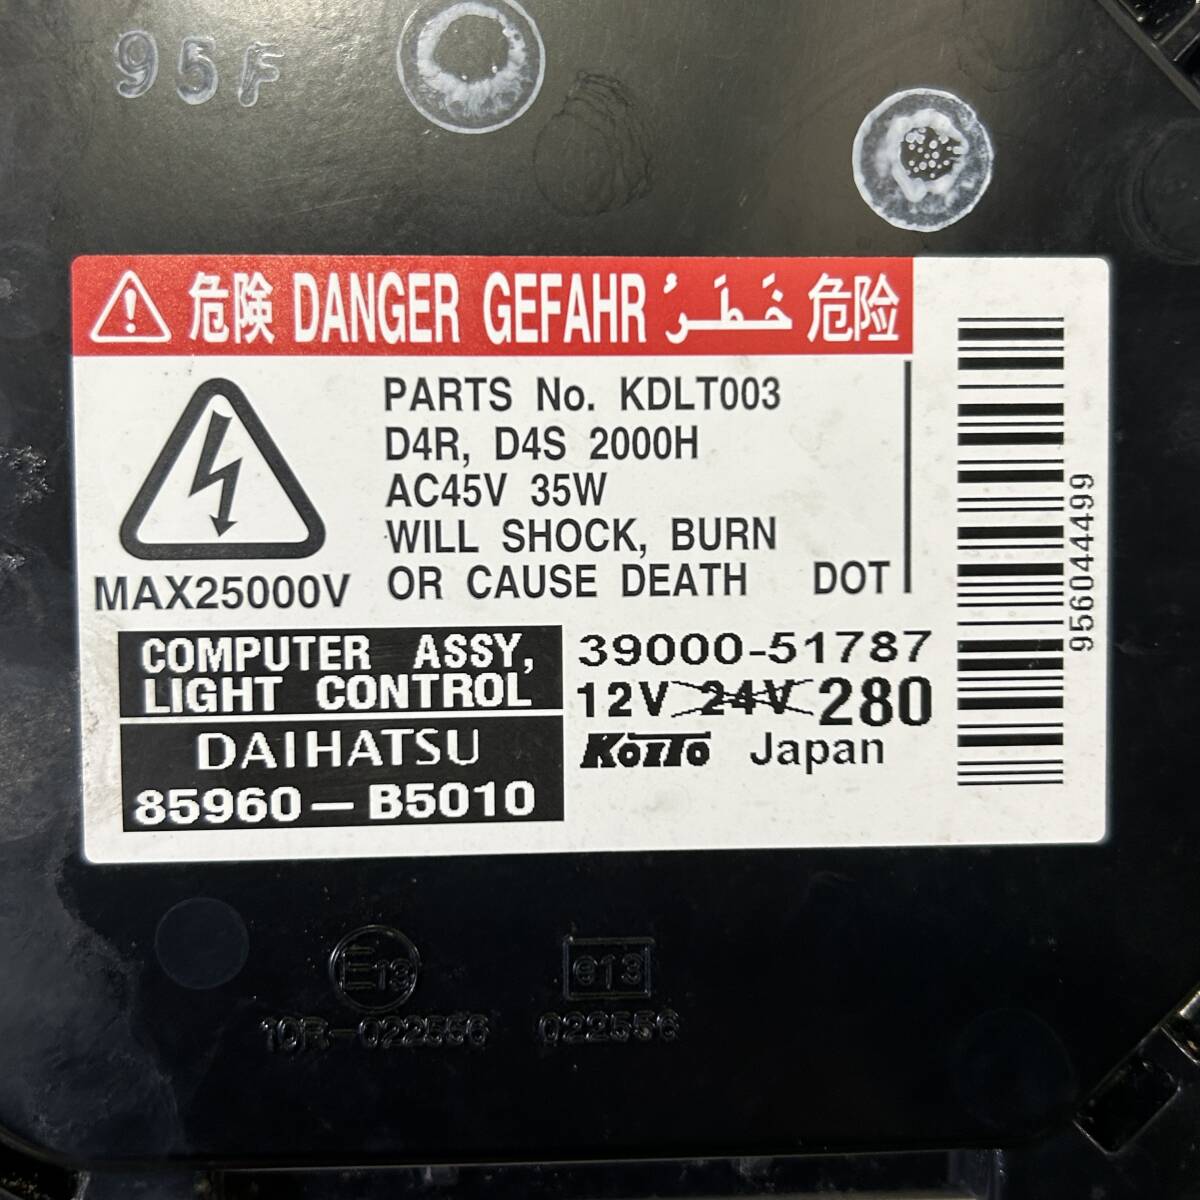 95F
危険 DANGER GEFAHR خَطَرُ 危险
PARTS No. KDLT003
D4R, D4S 2000H
AC45V 35W
WILL SHOCK, BURN
OR CAUSE DEATH DOT
MAX25000V
COMPUTER ASSY,
LIGHT CONTROL
DAIHATSU
85960-B5010
39000-51787
12V 24V 280
KOITO Japan
956044499
E13
10R-022556
e13
022556